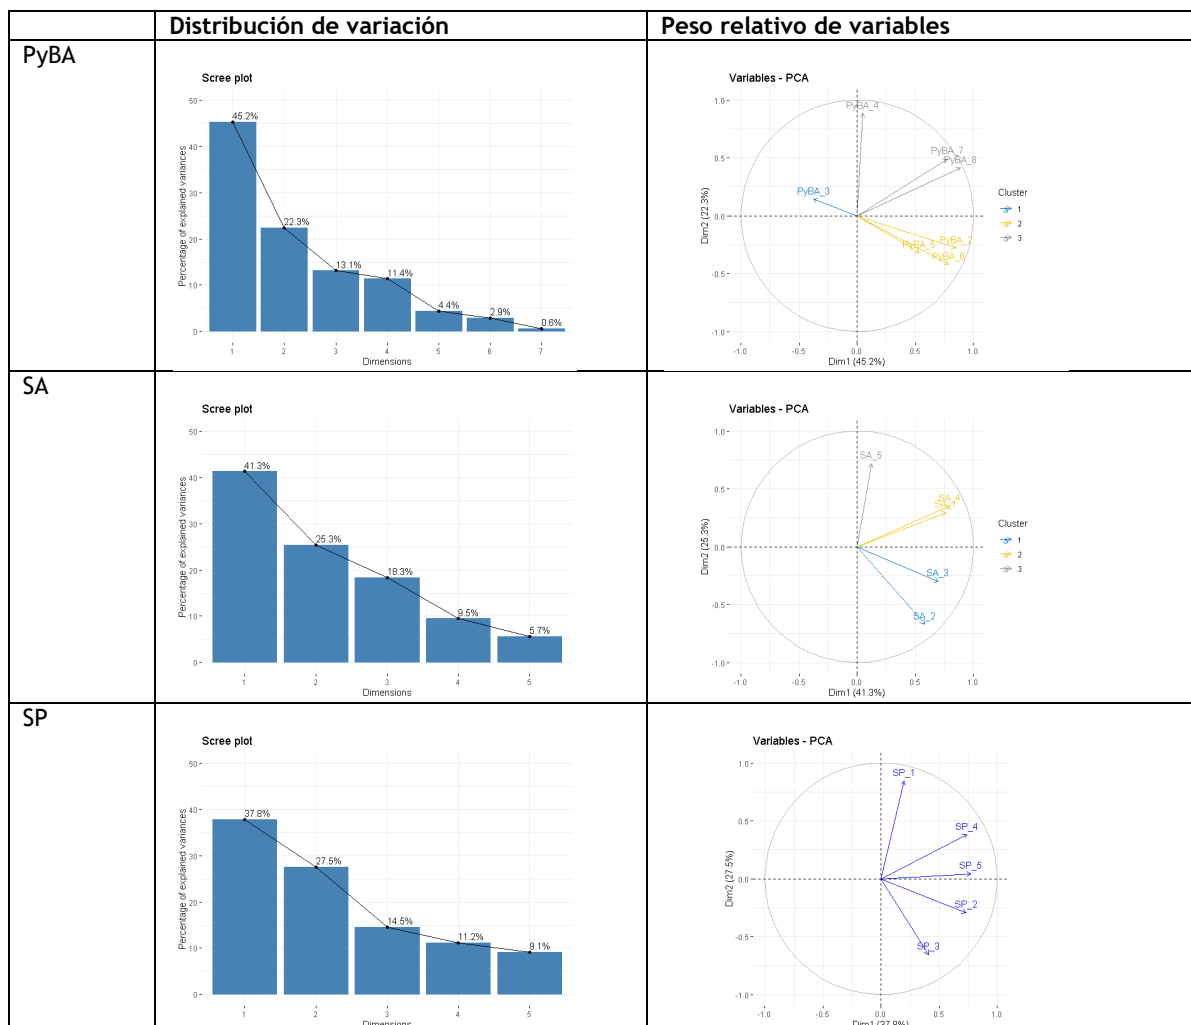 Distribución de variación
Peso relativo de variables
PyBA
Scree plot
Percentage of explained variances
50
40
30
20
10
0
45.2%
22.3%
13.1%
11.4%
4.4%
2.9%
0.6%
1 2 3 4 5 6 7
Dimensions
Variables - PCA
Dim2 (22.3%)
1.0
0.5
0.0
-0.5
-1.0
PyBA_4
PyBA_7
PyBA_8
PyBA_3
PyBA_5
PyBA_2
PyBA_6
-1.0 -0.5 0.0 0.5 1.0
Dim1 (45.2%)
Cluster
1
2
3
SA
Scree plot
Percentage of explained variances
50
40
30
20
10
0
41.3%
25.3%
18.3%
9.5%
5.7%
1 2 3 4 5
Dimensions
Variables - PCA
Dim2 (25.3%)
1.0
0.5
0.0
-0.5
-1.0
SA_5
SA_4
SA_1
SA_3
SA_2
-1.0 -0.5 0.0 0.5 1.0
Dim1 (41.3%)
Cluster
1
2
3
SP
Scree plot
Percentage of explained variances
50
40
30
20
10
0
37.8%
27.5%
14.5%
11.2%
9.1%
1 2 3 4 5
Dimensions
Variables - PCA
Dim2 (27.5%)
1.0
0.5
0.0
-0.5
-1.0
SP_1
SP_4
SP_5
SP_2
SP_3
-1.0 -0.5 0.0 0.5 1.0
Dim1 (37.8%)